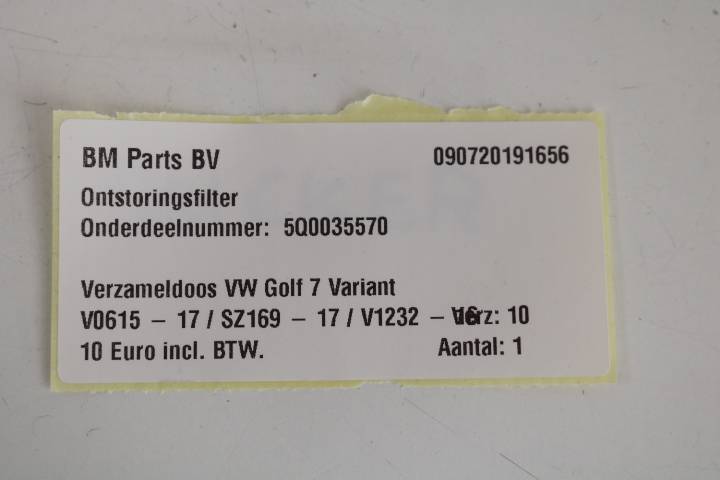 BM Parts BV 090720191656
Ontstoringsfilter
Onderdeelnummer: 5Q0035570
Verzameldoos VW Golf 7 Variant
V0615 – 17 / SZ169 – 17 / V1232 – 10
10 Euro incl. BTW. Aantal: 1